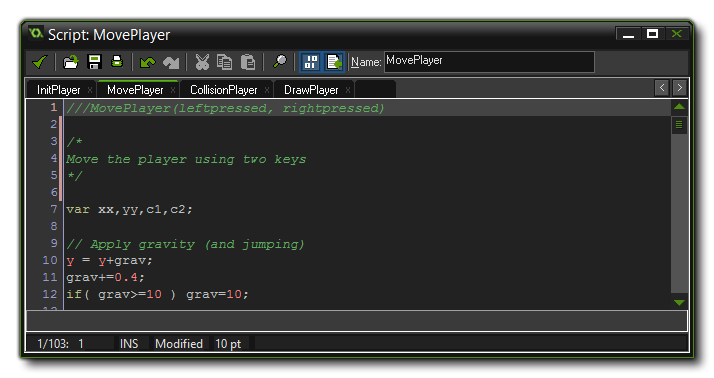 Script: MovePlayer
Name: MovePlayer
InitPlayer x MovePlayer x CollisionPlayer x DrawPlayer x
1 ///MovePlayer(leftpressed, rightpressed)
2
3 /*
4 Move the player using two keys
5 */
6
7 var xx,yy,c1,c2;
8
9 // Apply gravity (and jumping)
10 y = y+grav;
11 grav+=0.4;
12 if( grav>=10 ) grav=10;
1/103: 1 INS Modified 10 pt